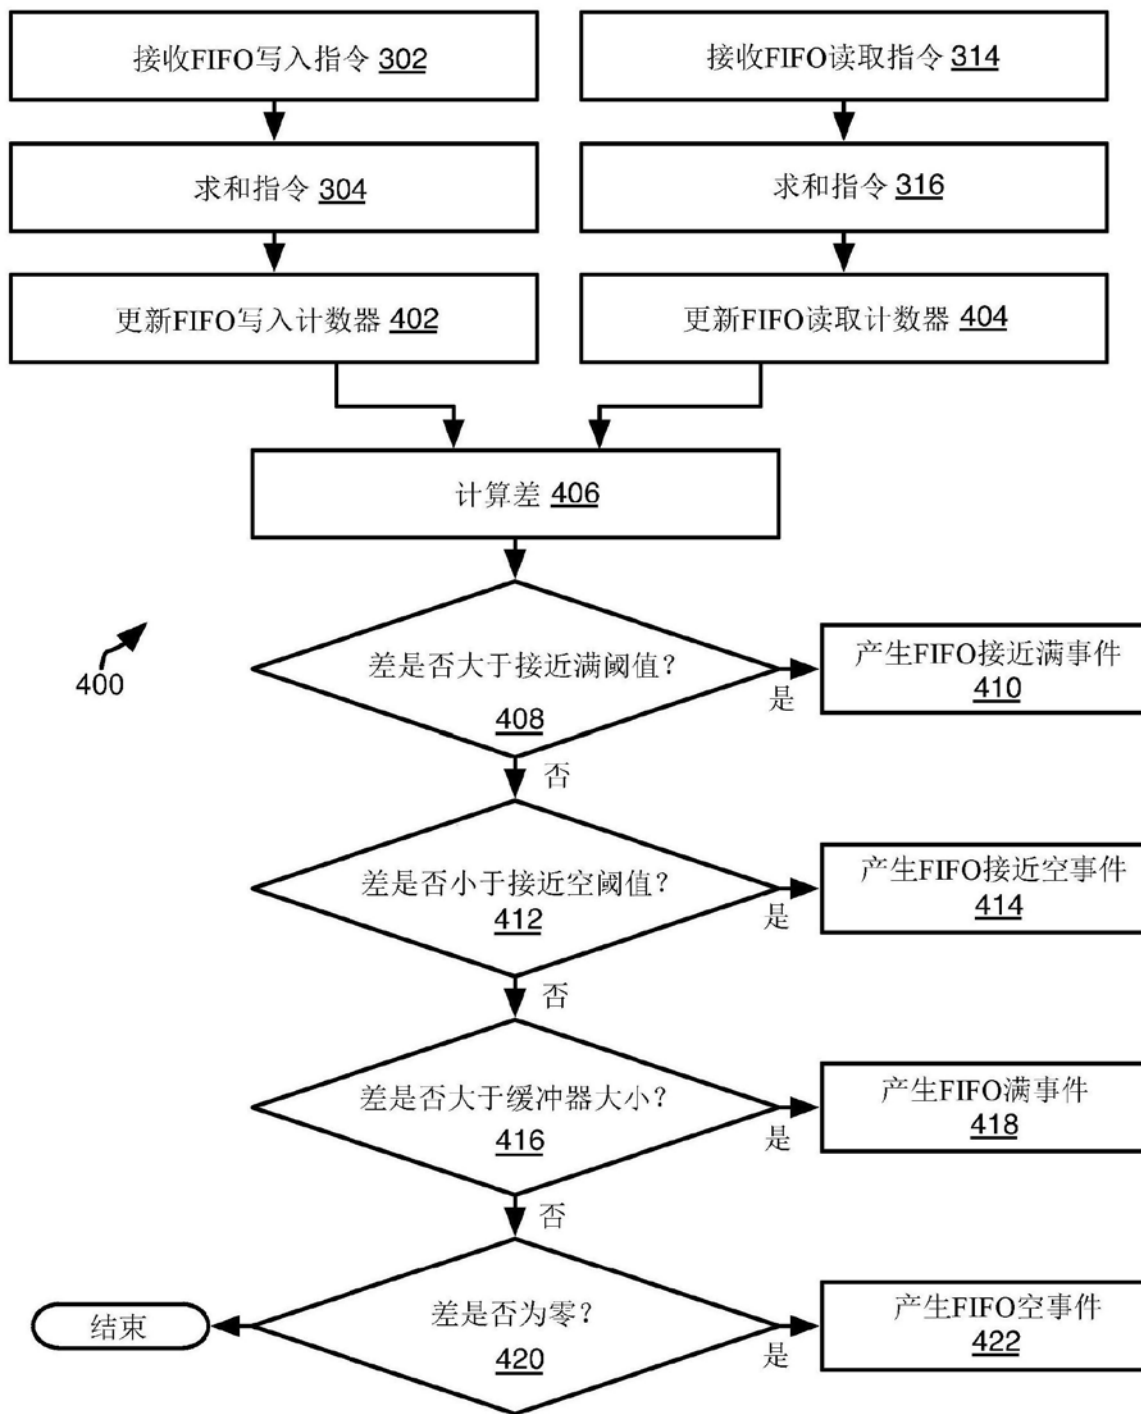 接收FIFO写入指令 302
接收FIFO读取指令 314
求和指令 304
求和指令 316
更新FIFO写入计数器 402
更新FIFO读取计数器 404
计算差 406
400
差是否大于接近满阈值?
408
是
产生FIFO接近满事件
410
否
差是否小于接近空阈值?
412
是
产生FIFO接近空事件
414
否
差是否大于缓冲器大小?
416
是
产生FIFO满事件
418
否
差是否为零?
420
是
产生FIFO空事件
422
结束